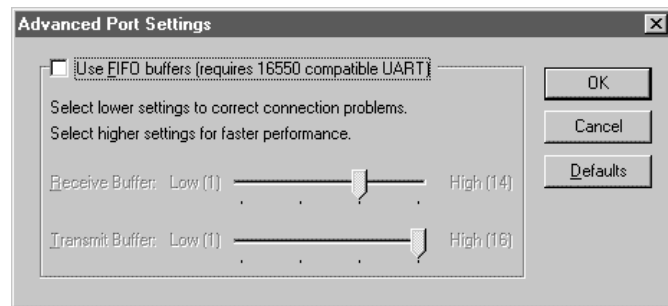 Advanced Port Settings
Use FIFO buffers (requires 16550 compatible UART)
Select lower settings to correct connection problems.
Select higher settings for faster performance.
Receive Buffer: Low (1) High (14)
Transmit Buffer: Low (1) High (16)
OK
Cancel
Defaults